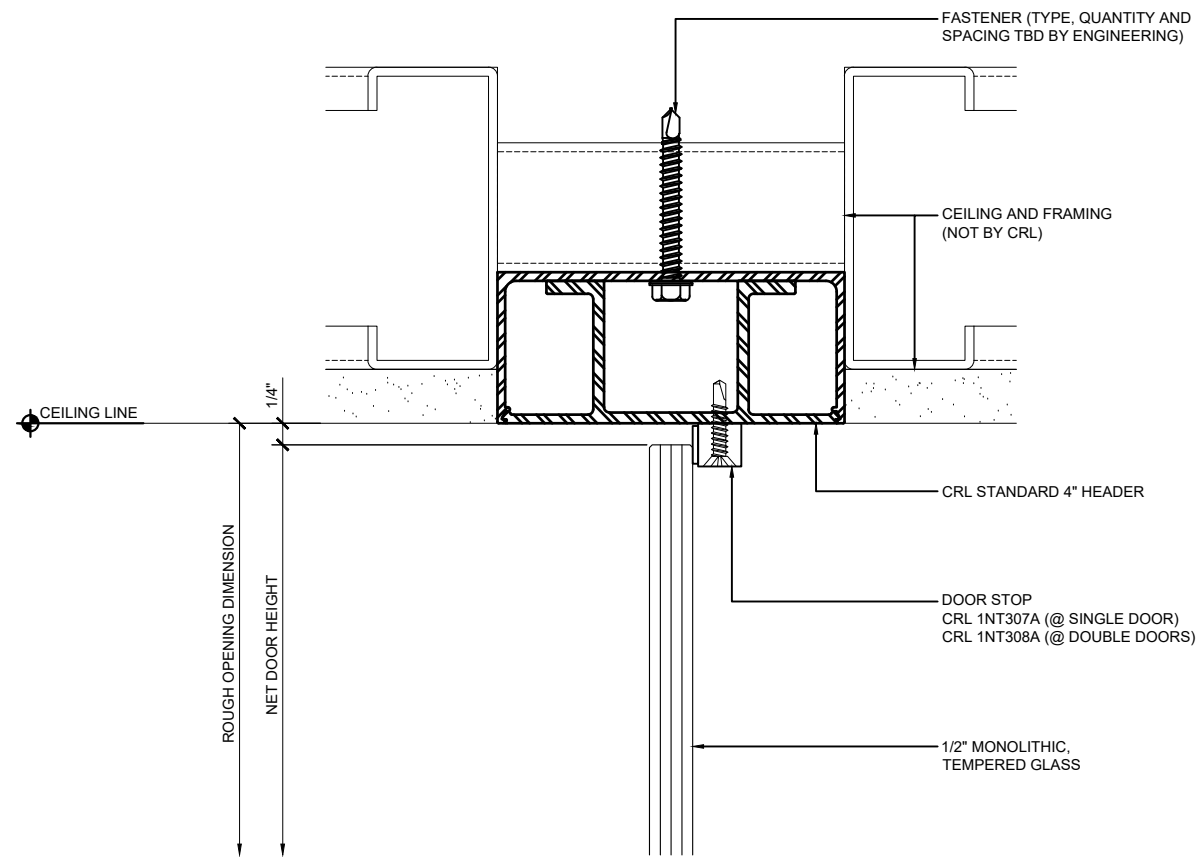 FASTENER (TYPE, QUANTITY AND
SPACING TBD BY ENGINEERING)
CEILING AND FRAMING
(NOT BY CRL)
1/4"
CEILING LINE
CRL STANDARD 4" HEADER
ROUGH OPENING DIMENSION
NET DOOR HEIGHT
DOOR STOP
CRL 1NT307A (@ SINGLE DOOR)
CRL 1NT308A (@ DOUBLE DOORS)
1/2" MONOLITHIC,
TEMPERED GLASS